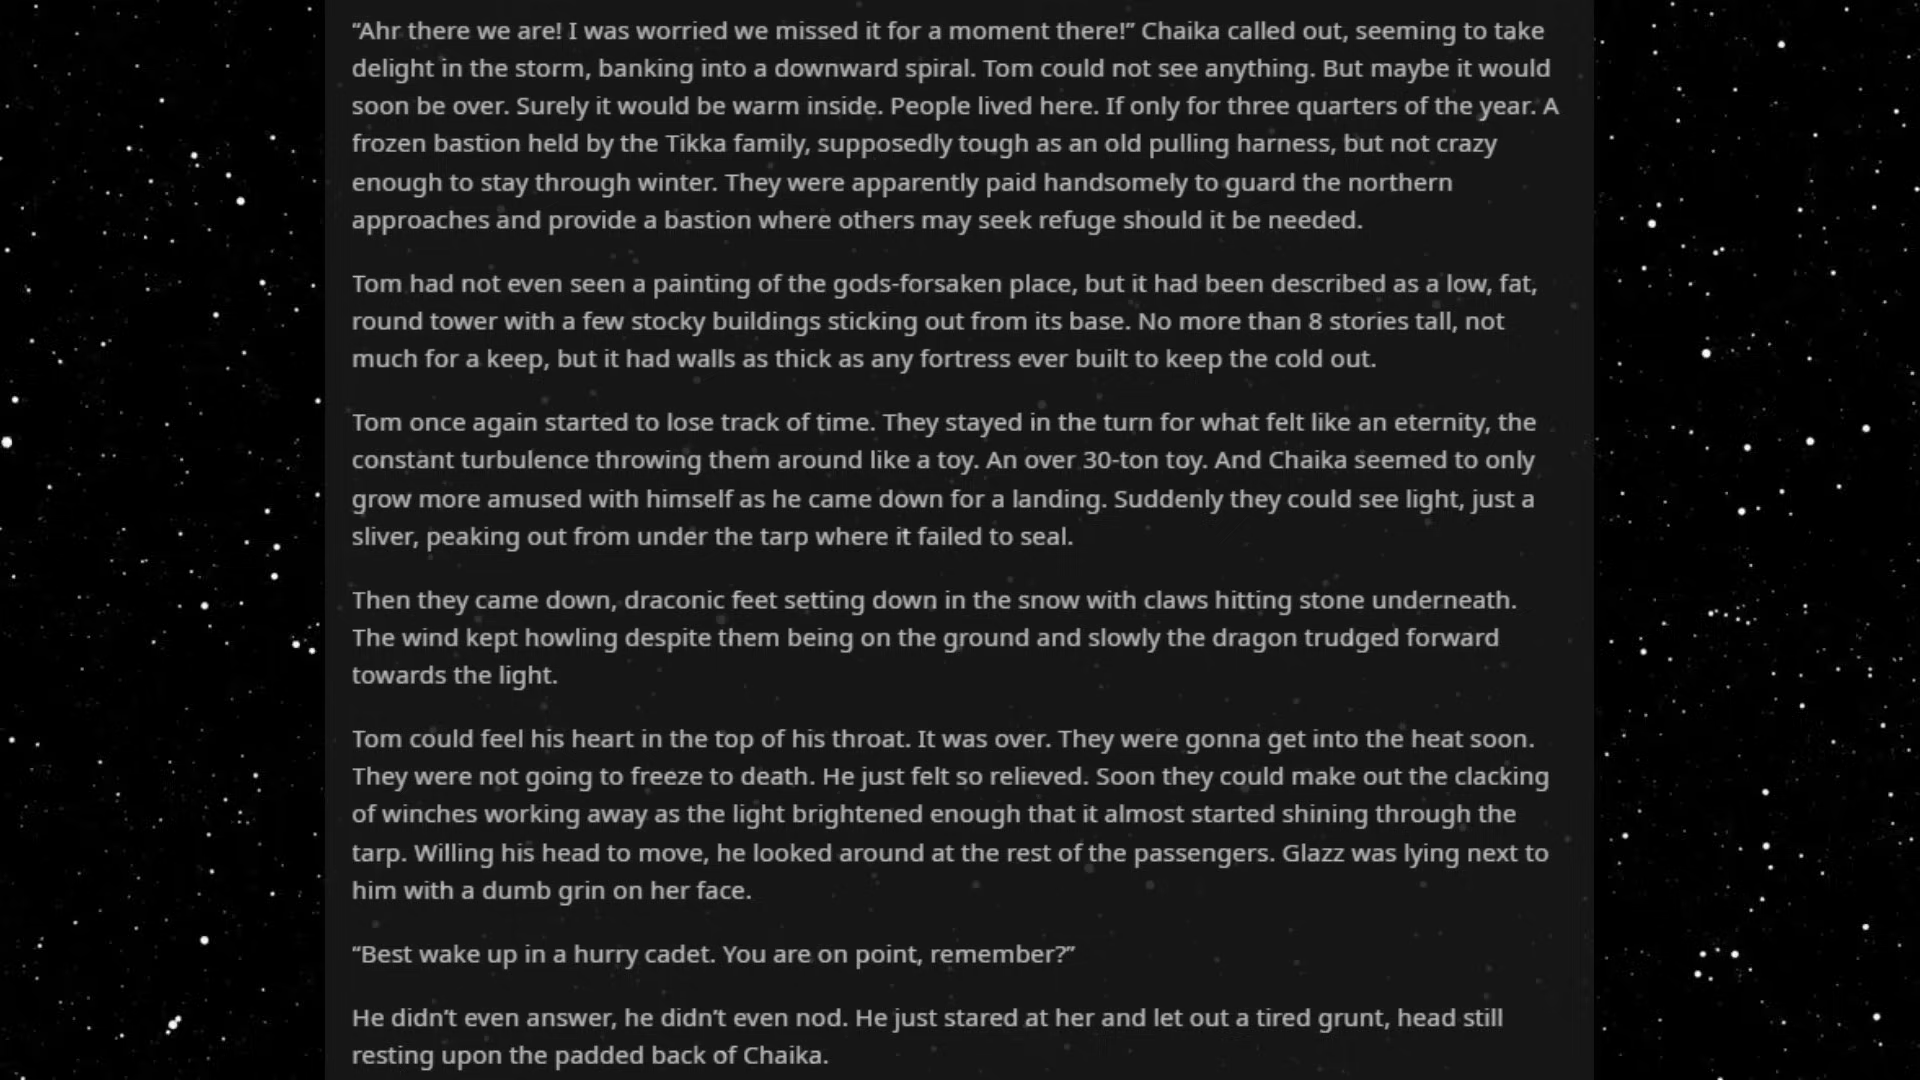 “Ahr there we are! I was worried we missed it for a moment there!” Chaika called out, seeming to take
delight in the storm, banking into a downward spiral. Tom could not see anything. But maybe it would
soon be over. Surely it would be warm inside. People lived here. If only for three quarters of the year. A
frozen bastion held by the Tikka family, supposedly tough as an old pulling harness, but not crazy
enough to stay through winter. They were apparently paid handsomely to guard the northern
approaches and provide a bastion where others may seek refuge should it be needed.
Tom had not even seen a painting of the gods-forsaken place, but it had been described as a low, fat,
round tower with a few stocky buildings sticking out from its base. No more than 8 stories tall, not
much for a keep, but it had walls as thick as any fortress ever built to keep the cold out.
Tom once again started to lose track of time. They stayed in the turn for what felt like an eternity, the
constant turbulence throwing them around like a toy. An over 30-ton toy. And Chaika seemed to only
grow more amused with himself as he came down for a landing. Suddenly they could see light, just a
sliver, peaking out from under the tarp where it failed to seal.
Then they came down, draconic feet setting down in the snow with claws hitting stone underneath.
The wind kept howling despite them being on the ground and slowly the dragon trudged forward
towards the light.
Tom could feel his heart in the top of his throat. It was over. They were gonna get into the heat soon.
They were not going to freeze to death. He just felt so relieved. Soon they could make out the clacking
of winches working away as the light brightened enough that it almost started shining through the
tarp. Willing his head to move, he looked around at the rest of the passengers. Glazz was lying next to
him with a dumb grin on her face.
“Best wake up in a hurry cadet. You are on point, remember?”
He didn’t even answer, he didn’t even nod. He just stared at her and let out a tired grunt, head still
resting upon the padded back of Chaika.